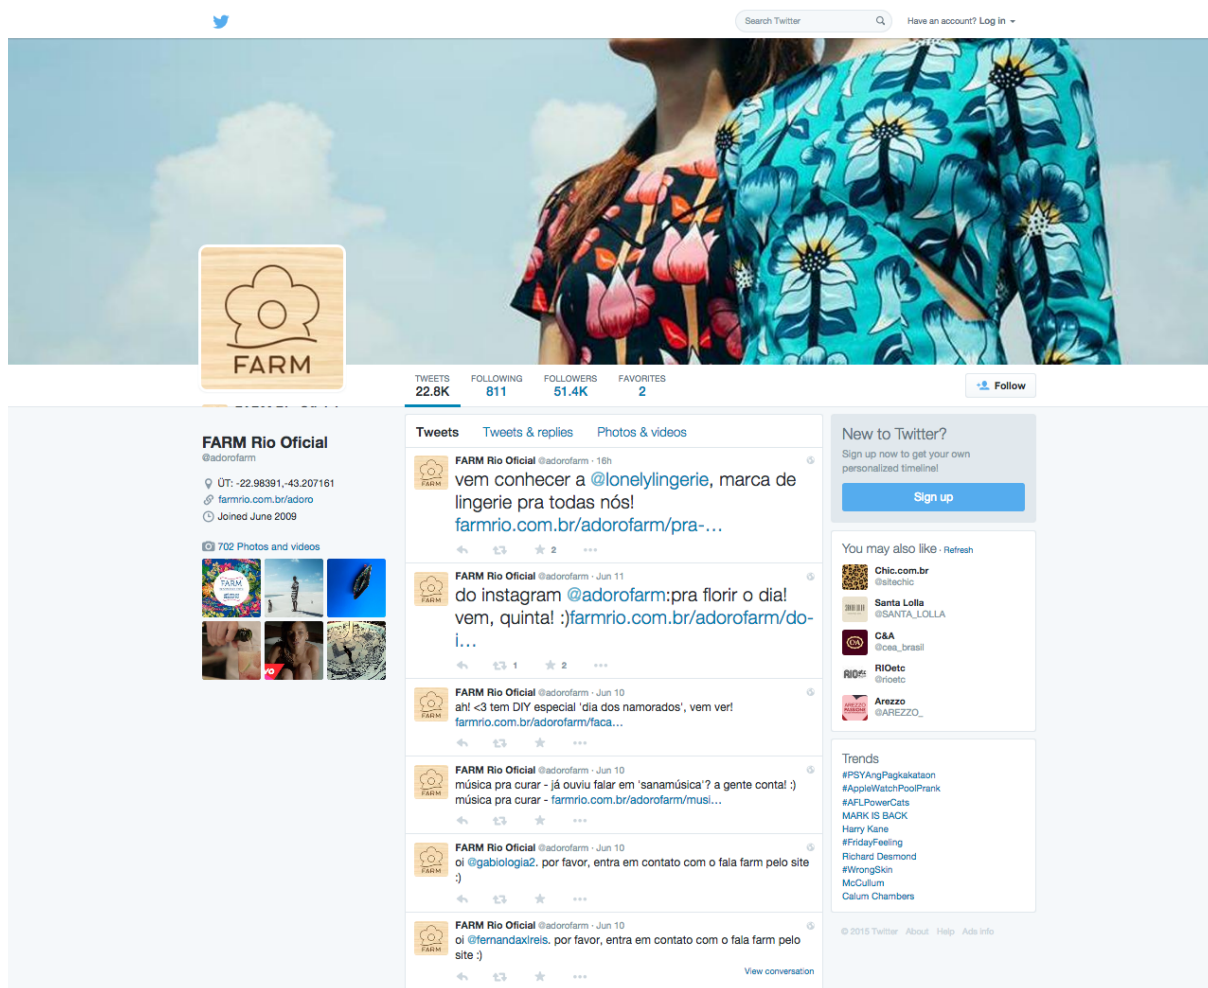 Search Twitter
Have an account? Log in
FARM
TWEETS
22.8K
FOLLOWING
811
FOLLOWERS
51.4K
FAVORITES
2
Follow
FARM Rio Oficial
@adorofarm
ÜT: -22.98391,-43.207161
farmrio.com.br/adoro
Joined June 2009
702 Photos and videos
FARM
Tweets
Tweets & replies
Photos & videos
FARM Rio Oficial @adorofarm · 16h
vem conhecer a @lonelylingerie, marca de
lingerie pra todas nós!
farmrio.com.br/adorofarm/pra-…
2
FARM
FARM Rio Oficial @adorofarm · Jun 11
do instagram @adorofarm:pra florir o dia!
vem, quinta! :)farmrio.com.br/adorofarm/do-
i…
1
2
FARM
FARM Rio Oficial @adorofarm · Jun 10
ah! <3 tem DIY especial 'dia dos namorados', vem ver!
farmrio.com.br/adorofarm/faca…
FARM
FARM Rio Oficial @adorofarm · Jun 10
música pra curar - já ouviu falar em 'sanamúsica'? a gente conta! :)
música pra curar - farmrio.com.br/adorofarm/musi…
FARM
FARM Rio Oficial @adorofarm · Jun 10
oi @gabiologia2. por favor, entra em contato com o fala farm pelo site
:)
FARM
FARM Rio Oficial @adorofarm · Jun 10
oi @fernandaxlreis. por favor, entra em contato com o fala farm pelo
site :)
View conversation
FARM
New to Twitter?
Sign up now to get your own
personalized timeline!
Sign up
You may also like · Refresh
Chic.com.br
@sitechic
Santa Lolla
@SANTA_LOLLA
C&A
@cea_brasil
RIOetc
@rioetc
Arezzo
@AREZZO_
Trends
#PSYAngPagkakataon
#AppleWatchPoolPrank
#AFLPowerCats
MARK IS BACK
Harry Kane
#FridayFeeling
Richard Desmond
#WrongSkin
McCullum
Calum Chambers
© 2015 Twitter About Help Ads info